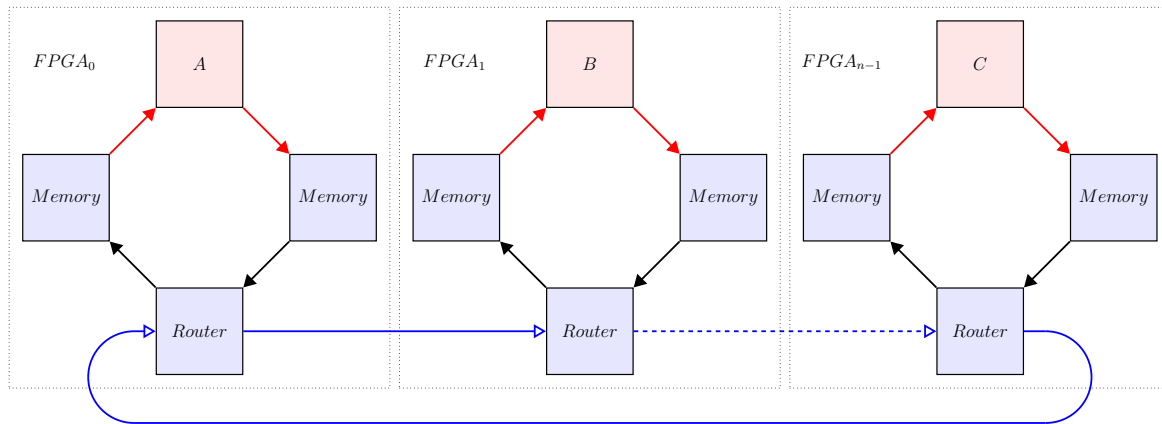 FPGA₀
A
Memory
Memory
Router
FPGA₁
B
Memory
Memory
Router
FPGAₙ₋₁
C
Memory
Memory
Router